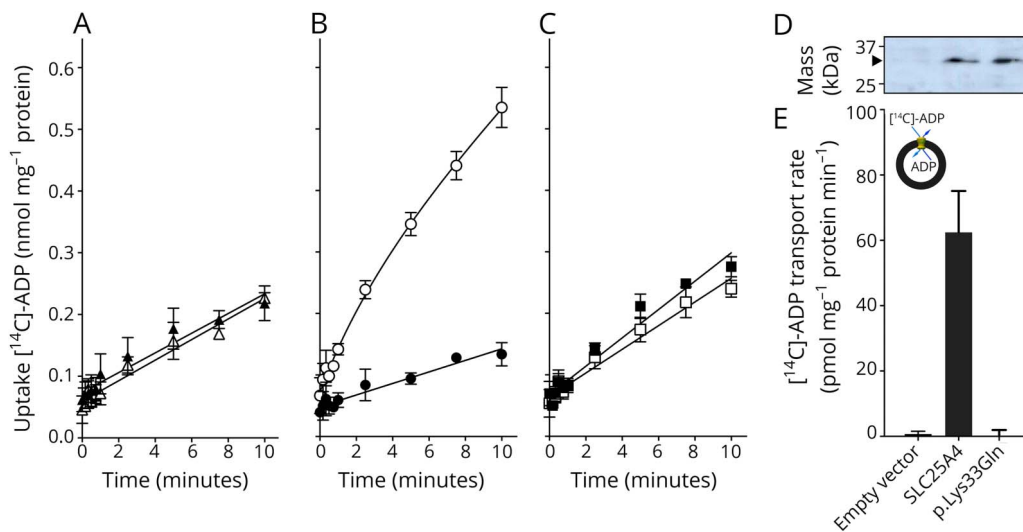 A
B
C
D
Uptake [¹⁴C]-ADP (nmol mg⁻¹ protein)
0.6
0.5
0.4
0.3
0.2
0.1
0.0
0 2 4 6 8 10
0 2 4 6 8 10
0 2 4 6 8 10
Time (minutes)
Time (minutes)
Time (minutes)
Mass
(kDa)
37
25
E
[¹⁴C]-ADP transport rate
(pmol mg⁻¹ protein min⁻¹)
100
80
60
40
20
0
[¹⁴C]-ADP
ADP
Empty vector
SLC25A4
p.Lys33Gln